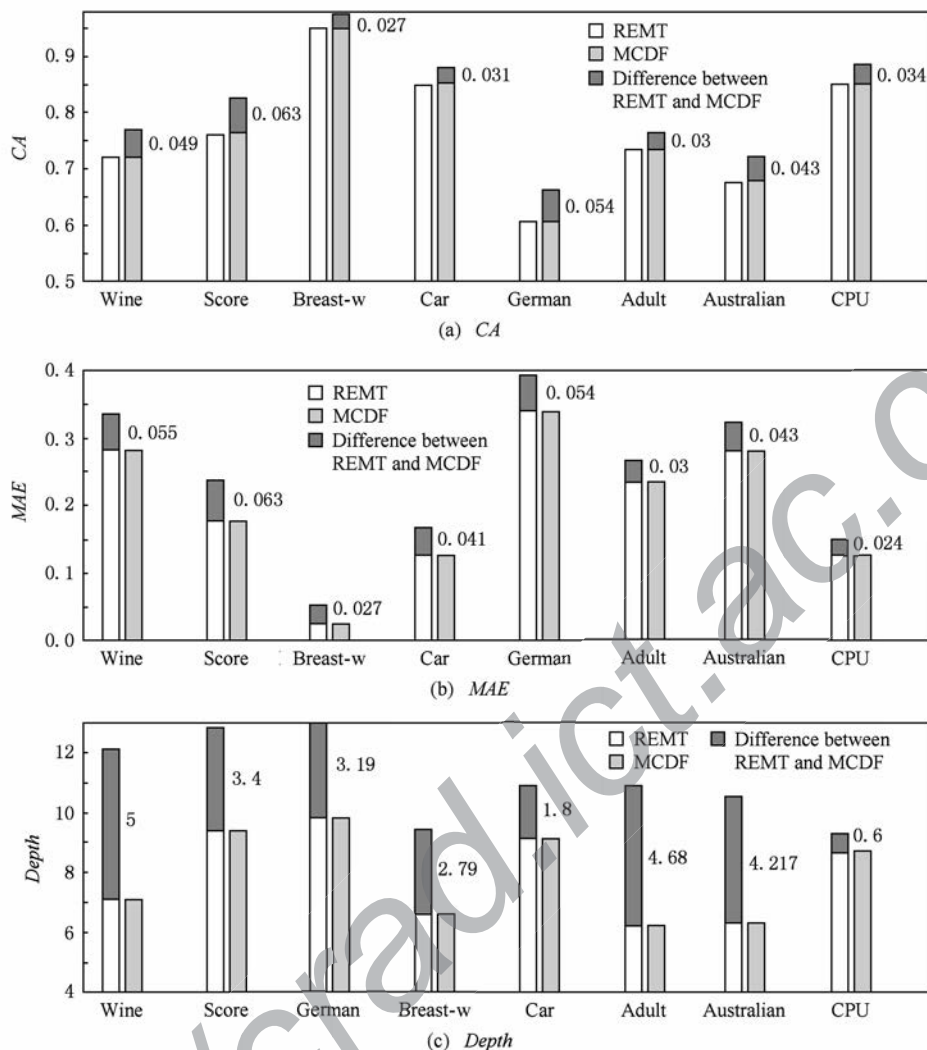 REMT
MCDF
Difference between
REMT and MCDF
0.9
0.8
0.7
0.6
0.5
CA
0.049
0.063
0.027
0.031
0.054
0.03
0.043
0.034
Wine Score Breast-w Car German Adult Australian CPU
(a) CA
0.4
0.3
0.2
0.1
0.0
MAE
REMT
MCDF
Difference between
REMT and MCDF
0.055
0.063
0.027
0.041
0.054
0.03
0.043
0.024
Wine Score Breast-w Car German Adult Australian CPU
(b) MAE
12
10
8
6
4
Depth
REMT
MCDF
Difference between
REMT and MCDF
5
3.4
3.19
2.79
1.8
4.68
4.217
0.6
Wine Score German Breast-w Car Adult Australian CPU
(c) Depth
/crad.ict.ac.c